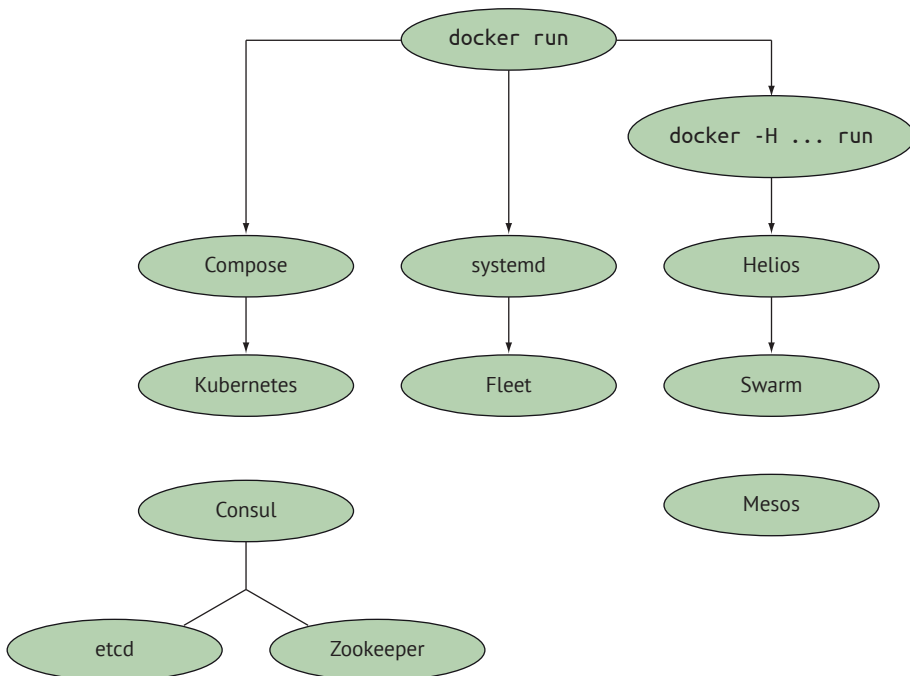 docker run
docker -H ... run
Compose
systemd
Helios
Kubernetes
Fleet
Swarm
Consul
Mesos
etcd
Zookeeper